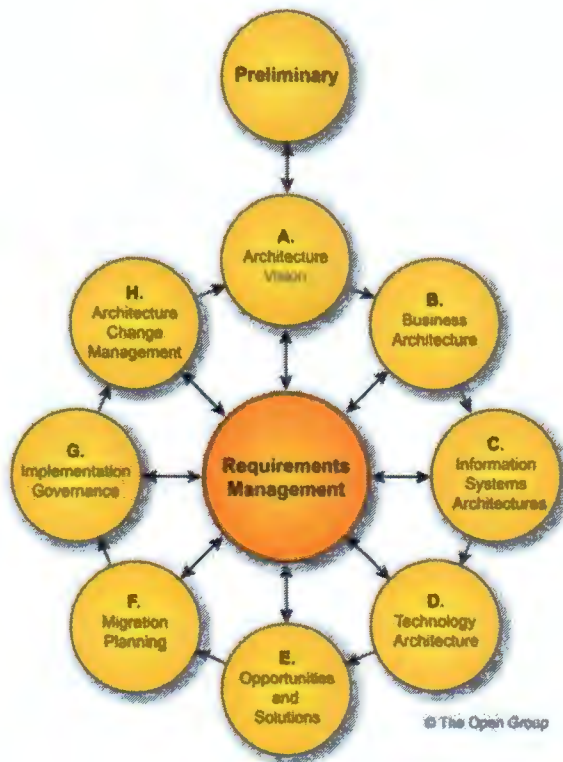 Preliminary
A.
Architecture
Vision
B.
Business
Architecture
C.
Information
Systems
Architectures
D.
Technology
Architecture
E.
Opportunities
and
Solutions
F.
Migration
Planning
G.
Implementation
Governance
H.
Architecture
Change
Management
Requirements
Management
© The Open Group